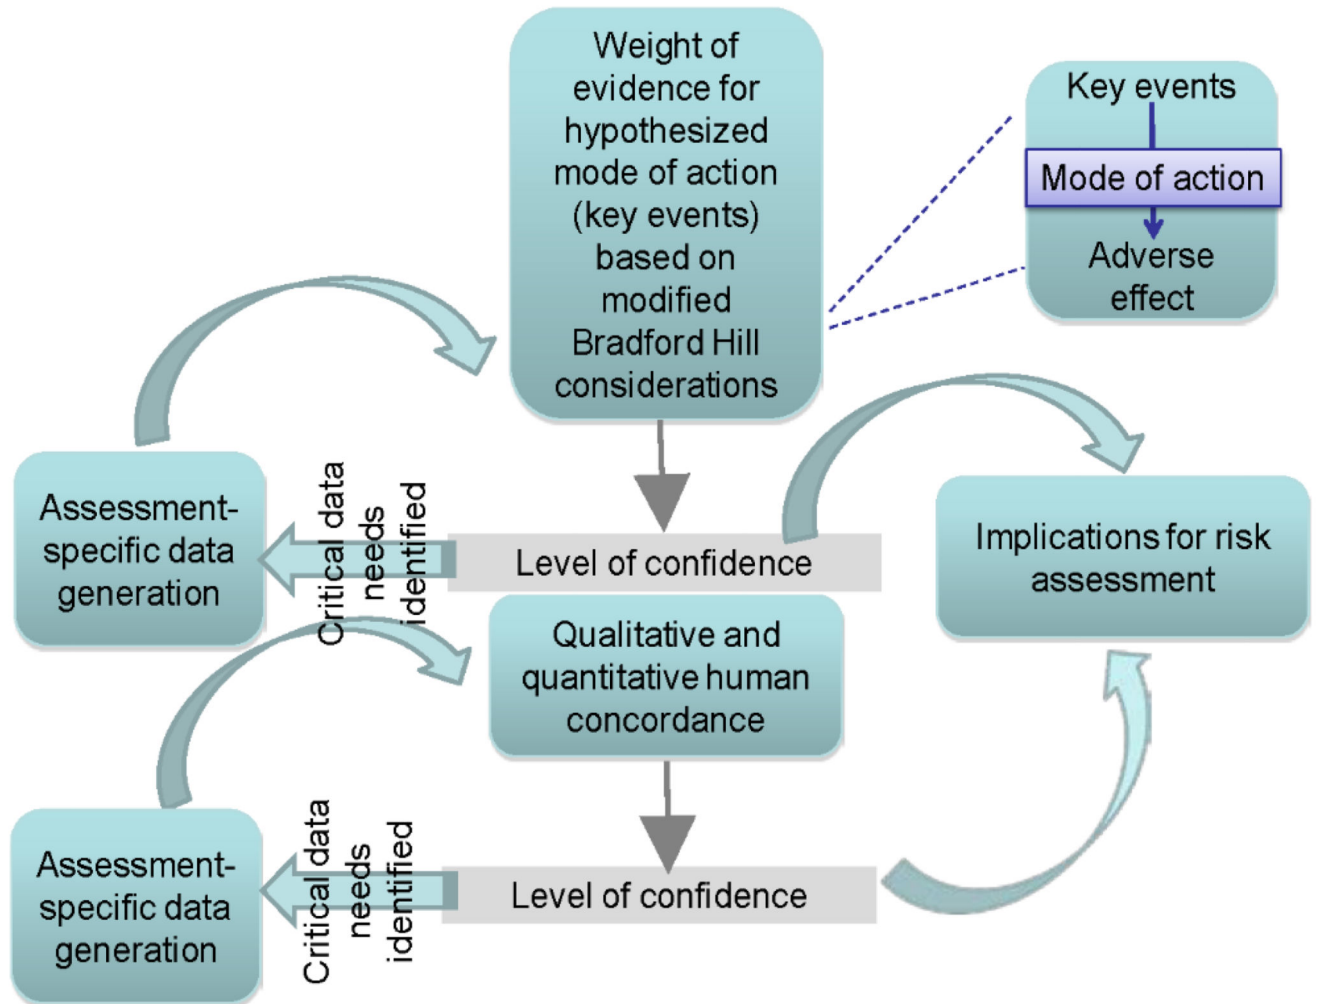 Weight of
evidence for
hypothesized
mode of action
(key events)
based on
modified
Bradford Hill
considerations
Key events
Mode of action
Adverse
effect
Assessment-
specific data
generation
Critical data
needs
identified
Level of confidence
Implications for risk
assessment
Qualitative and
quantitative human
concordance
Assessment-
specific data
generation
Critical data
needs
identified
Level of confidence